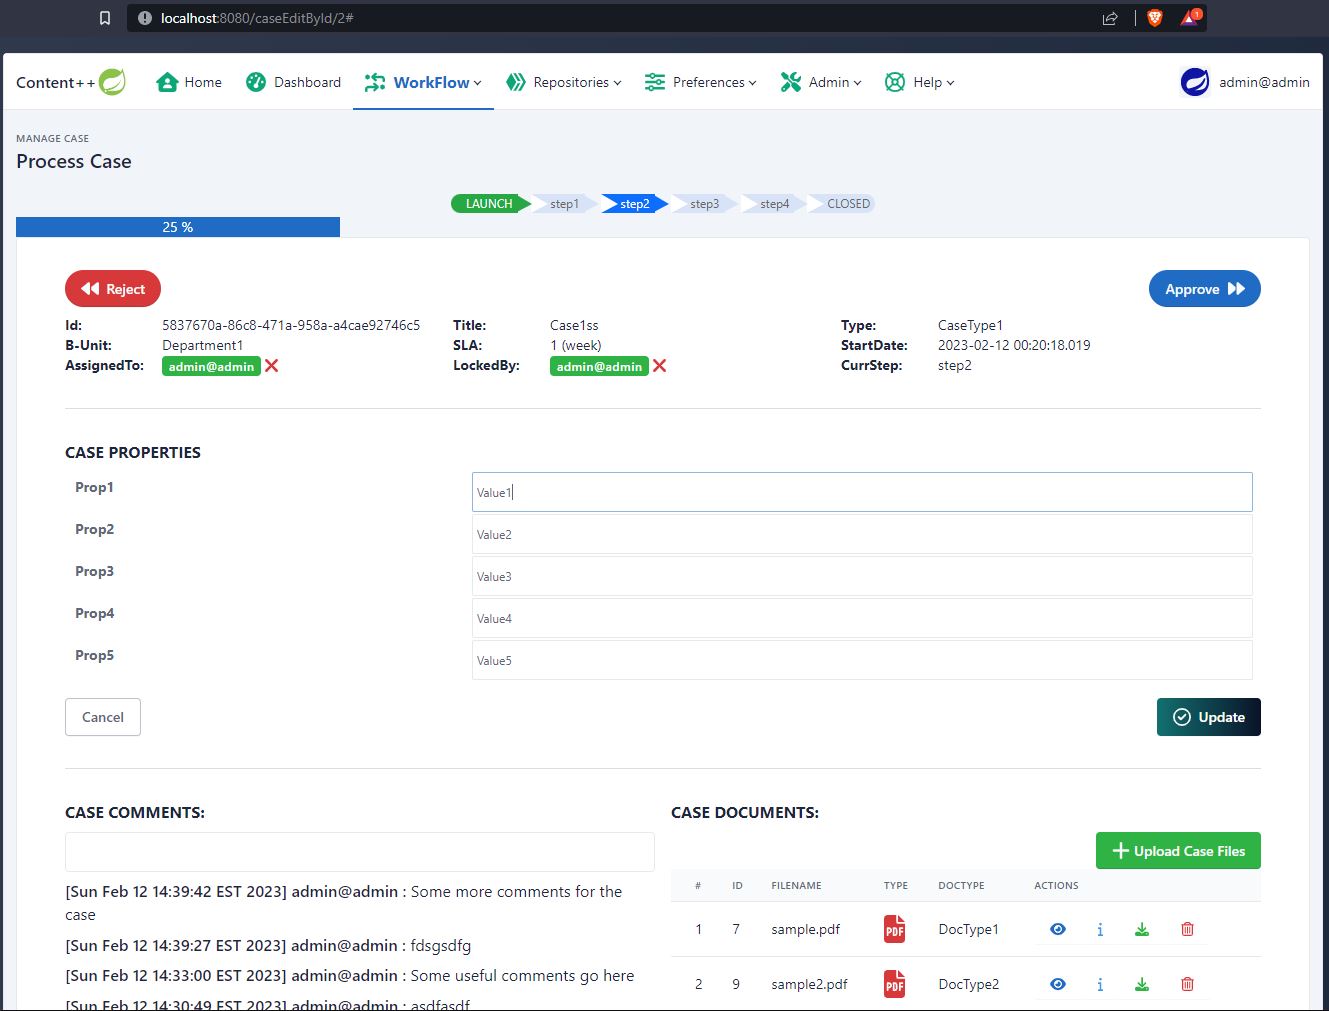 localhost:8080/caseEditById/2#
1
Content++ Home Dashboard WorkFlow Repositories Preferences Admin Help admin@admin
MANAGE CASE
Process Case
LAUNCH step1 step2 step3 step4 CLOSED
25 %
Reject Approve
Id: 5837670a-86c8-471a-958a-a4cae92746c5 Title: Case1ss Type: CaseType1
B-Unit: Department1 SLA: 1 (week) StartDate: 2023-02-12 00:20:18.019
AssignedTo: admin@admin LockedBy: admin@admin CurrStep: step2
CASE PROPERTIES
Prop1 Value1
Prop2 Value2
Prop3 Value3
Prop4 Value4
Prop5 Value5
Cancel Update
CASE COMMENTS:
[Sun Feb 12 14:39:42 EST 2023] admin@admin : Some more comments for the
case
[Sun Feb 12 14:39:27 EST 2023] admin@admin : fdsgsdfg
[Sun Feb 12 14:33:00 EST 2023] admin@admin : Some useful comments go here
[Sun Feb 12 14:30:49 EST 2023] admin@admin : asdfasdf
CASE DOCUMENTS:
Upload Case Files
# ID FILENAME TYPE DOCTYPE ACTIONS
1 7 sample.pdf PDF DocType1
2 9 sample2.pdf PDF DocType2